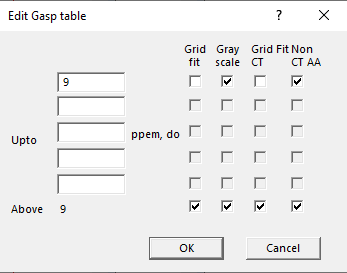 Edit Gasp table
? ×
Grid Gray Grid Fit Non
fit scale CT CT AA
9
Upto ppem, do
Above 9
OK Cancel